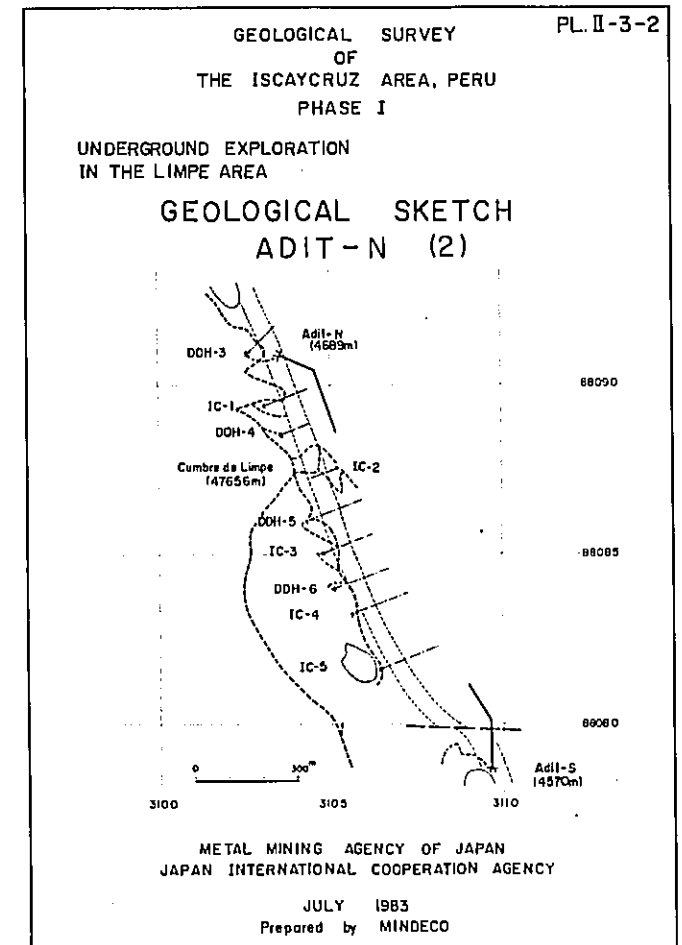 PL. II-3-2
GEOLOGICAL SURVEY
OF
THE ISCAYCRUZ AREA, PERU
PHASE I
UNDERGROUND EXPLORATION
IN THE LIMPE AREA
GEOLOGICAL SKETCH
ADIT-N (2)
Adit-N
(4689m)
DDH-3
88090
IC-1
DDH-4
Cumbre de Limpe
(47656m)
IC-2
DDH-5
IC-3
88085
DDH-6
IC-4
IC-5
88080
Adit-S
(4570m)
0 300m
3100 3105 3110
METAL MINING AGENCY OF JAPAN
JAPAN INTERNATIONAL COOPERATION AGENCY
JULY 1983
Prepared by MINDECO